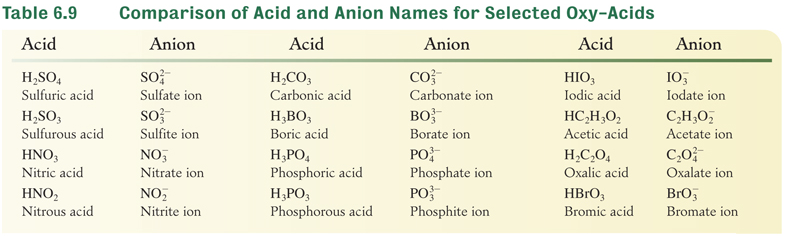 Table 6.9 Comparison of Acid and Anion Names for Selected Oxy-Acids
Acid Anion Acid Anion Acid Anion
H₂SO₄ SO₄²⁻ H₂CO₃ CO₃²⁻ HIO₃ IO₃⁻
Sulfuric acid Sulfate ion Carbonic acid Carbonate ion Iodic acid Iodate ion
H₂SO₃ SO₃²⁻ H₃BO₃ BO₃³⁻ HC₂H₃O₂ C₂H₃O₂⁻
Sulfurous acid Sulfite ion Boric acid Borate ion Acetic acid Acetate ion
HNO₃ NO₃⁻ H₃PO₄ PO₄³⁻ H₂C₂O₄ C₂O₄²⁻
Nitric acid Nitrate ion Phosphoric acid Phosphate ion Oxalic acid Oxalate ion
HNO₂ NO₂⁻ H₃PO₃ PO₃³⁻ HBrO₃ BrO₃⁻
Nitrous acid Nitrite ion Phosphorous acid Phosphite ion Bromic acid Bromate ion